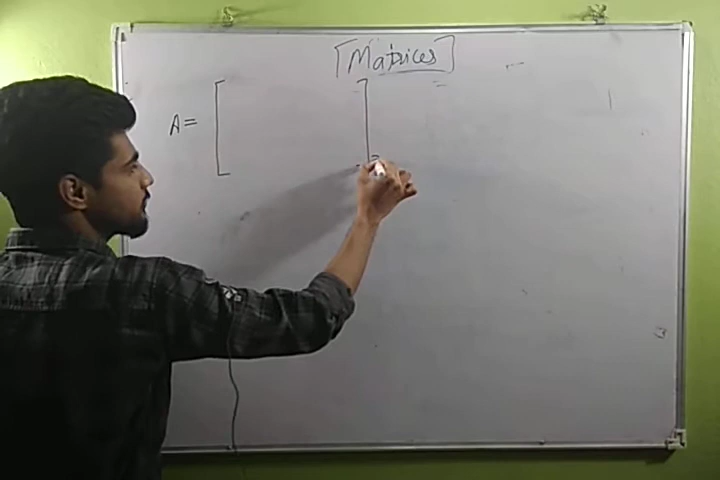 [Matrices]
A = [ ]